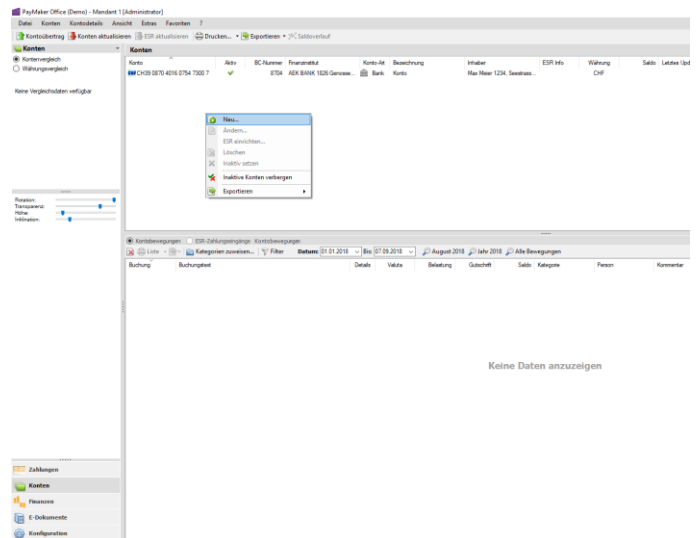 PayMaker Office (Demo) - Mandant 1 [Administrator]
Datei Konten Kontodetails Ansicht Extras Favoriten ?
Kontoübertrag Konten aktualisieren ESR aktualisieren Drucken... Exportieren Saldoverlauf
Konten
Kontenvergleich
Währungsvergleich
Keine Vergleichsdaten verfügbar
Rotation:
Transparenz:
Höhe:
Inklination:
Konten
Konto Aktiv BC-Nummer Finanzinstitut Konto-Art Bezeichnung Inhaber ESR Info Währung Saldo Letztes Upd
CH39 0870 4016 0754 7300 7 8704 AEK BANK 1826 Genosse... Bank Konto Max Meier 1234, Seestrass... CHF
Neu...
Ändern...
ESR einrichten...
Löschen
Inaktiv setzen
Inaktive Konten verbergen
Exportieren
Kontobewegungen ESR-Zahlungseingänge Kontobewegungen
Liste Kategorien zuweisen... Filter Datum: 01.01.2018 Bis: 07.09.2018 August 2018 Jahr 2018 Alle Bewegungen
Buchung Buchungstext Details Valuta Belastung Gutschrift Saldo Kategorie Person Kommentar
Keine Daten anzuzeigen
Zahlungen
Konten
Finanzen
E-Dokumente
Konfiguration